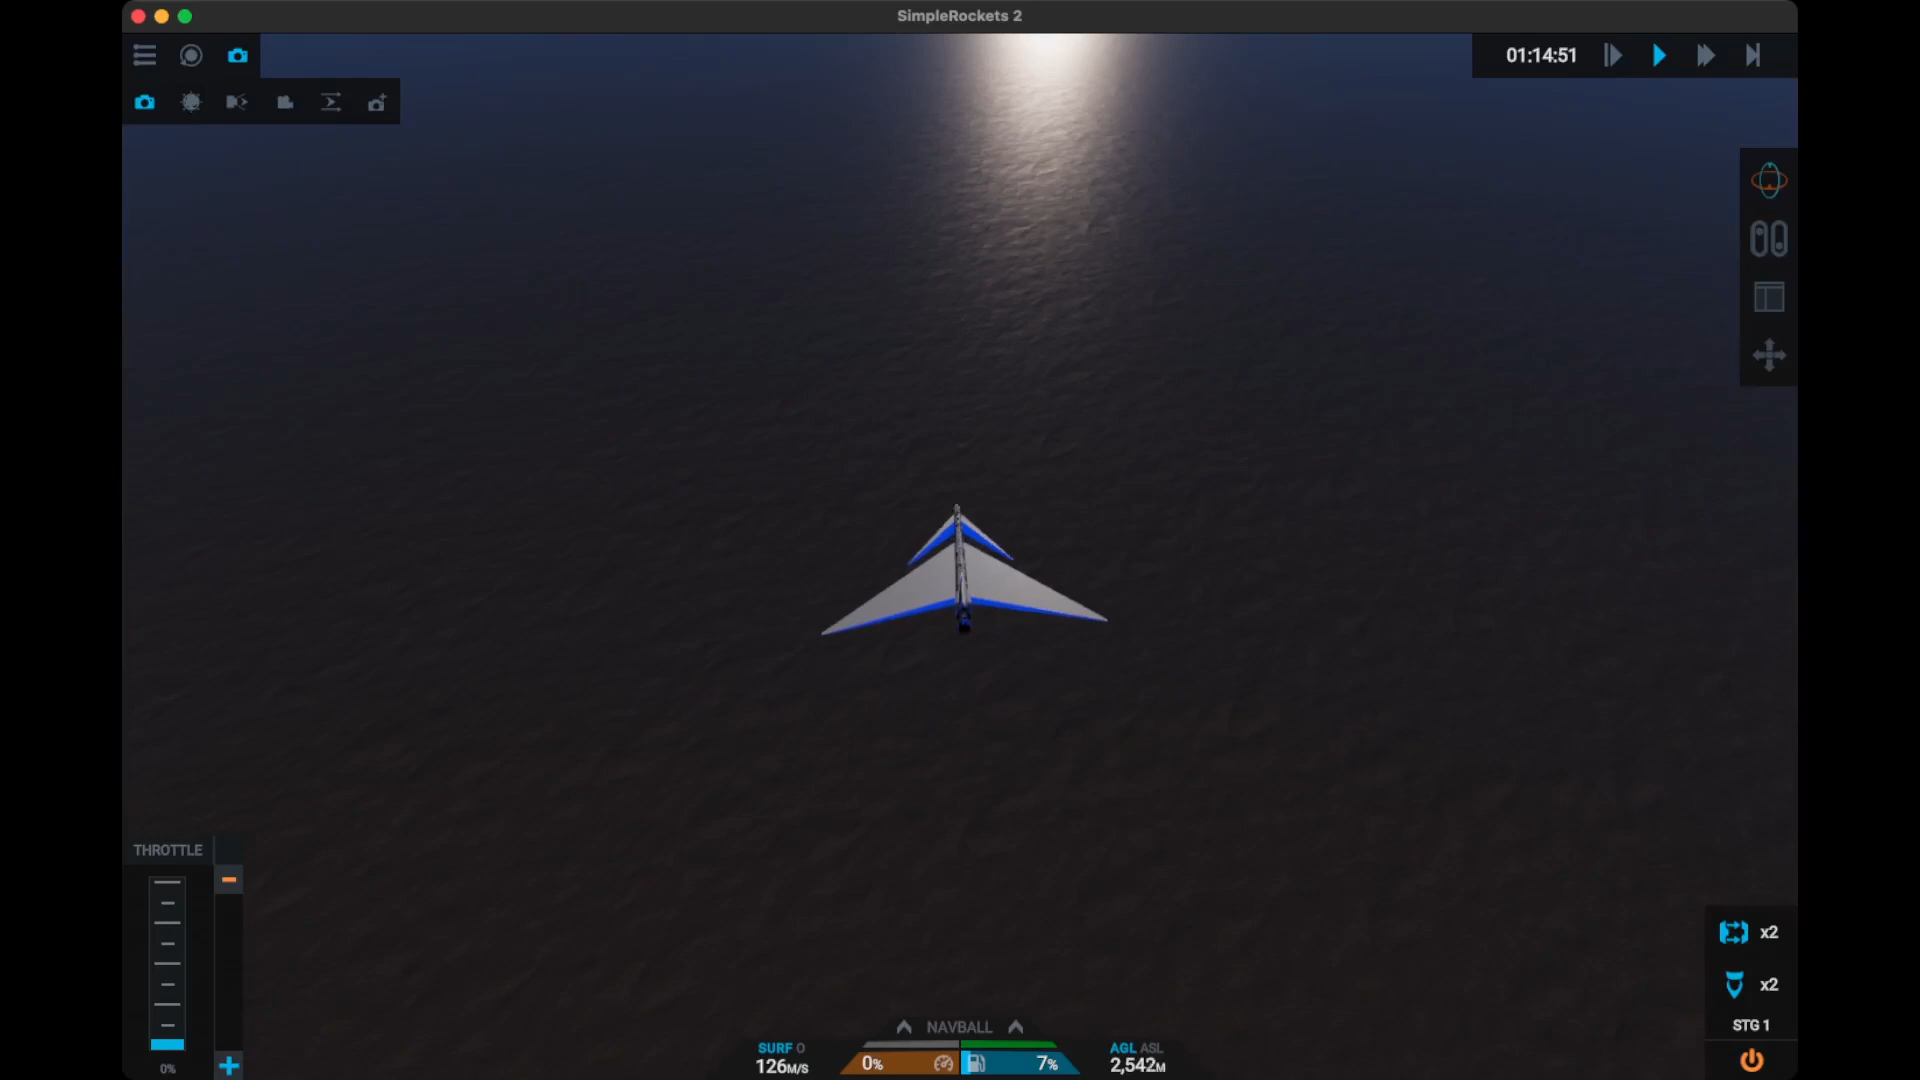 SimpleRockets 2
01:14:51
THROTTLE
0%
NAVBALL
SURF O
126M/S
0%
7%
AGL ASL
2,542M
x2
x2
STG 1